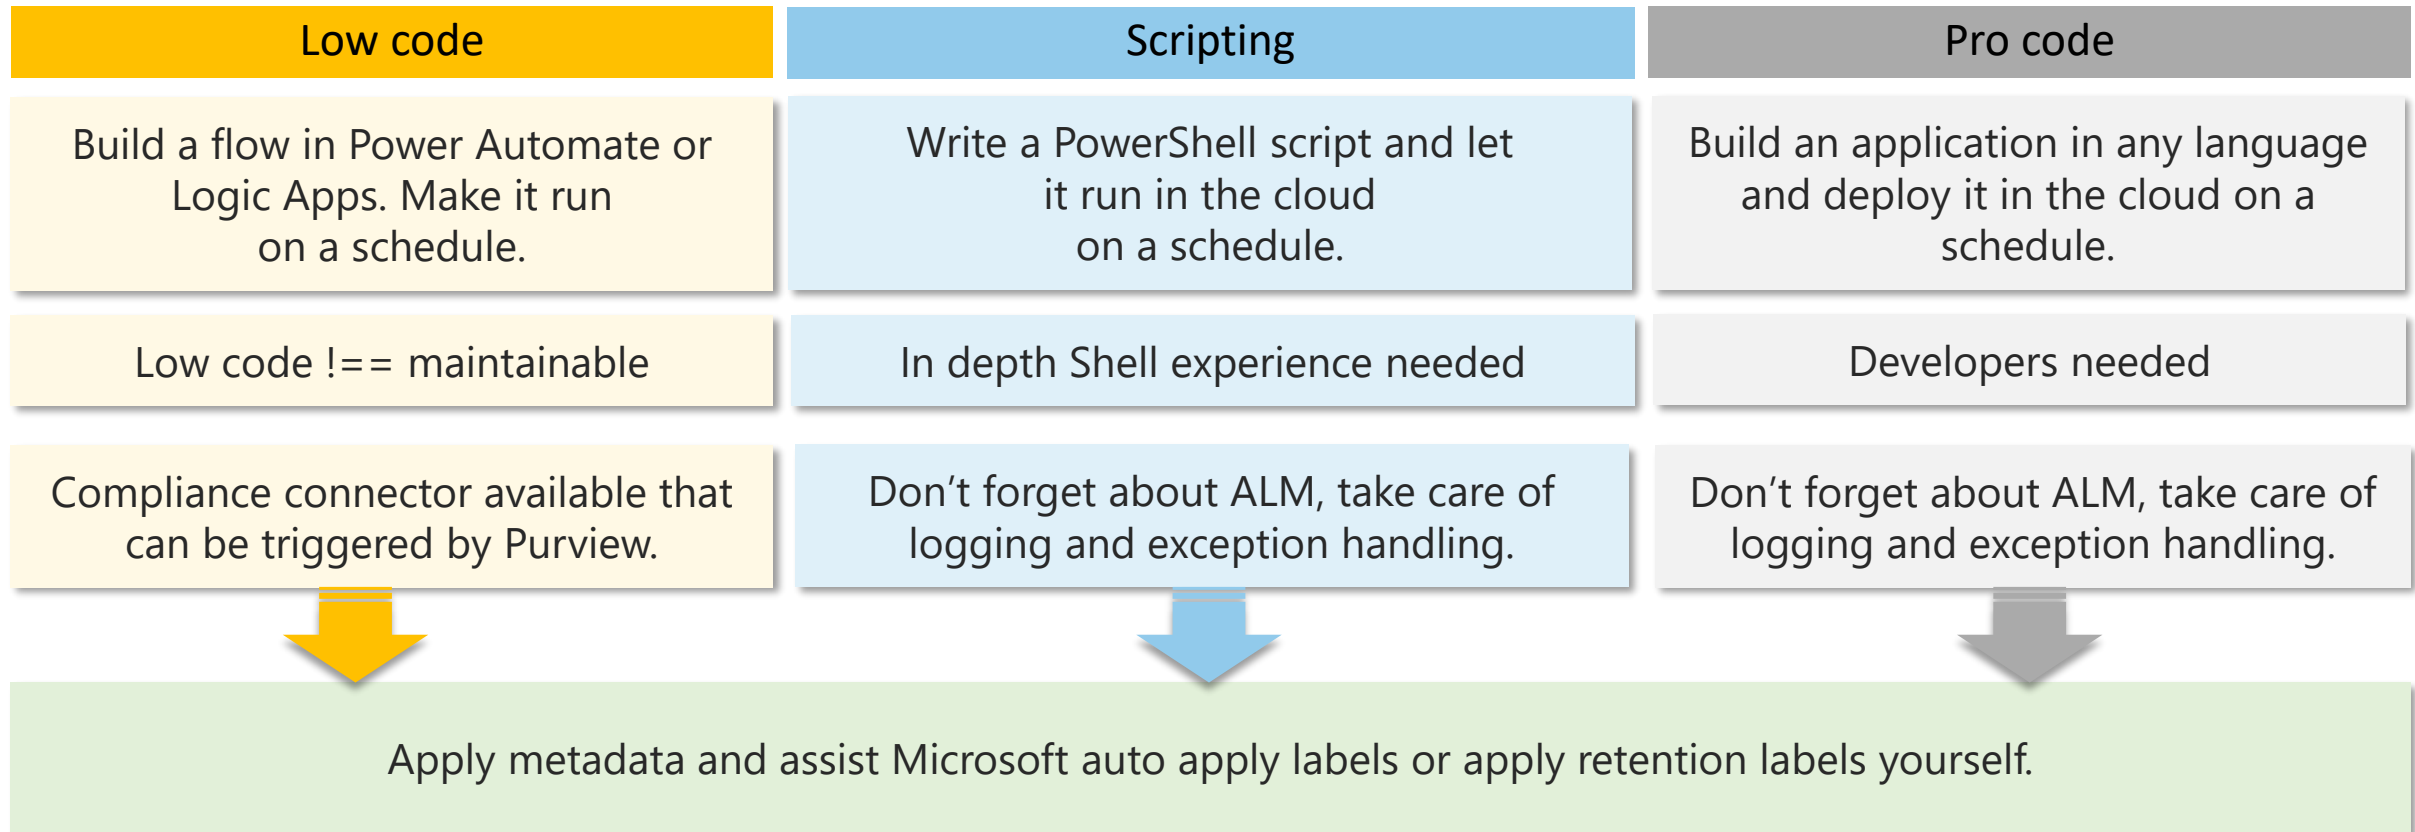 Low code
Scripting
Pro code
Build a flow in Power Automate or
Logic Apps. Make it run
on a schedule.
Write a PowerShell script and let
it run in the cloud
on a schedule.
Build an application in any language
and deploy it in the cloud on a
schedule.
Low code !== maintainable
In depth Shell experience needed
Developers needed
Compliance connector available that
can be triggered by Purview.
Don’t forget about ALM, take care of
logging and exception handling.
Don’t forget about ALM, take care of
logging and exception handling.
Apply metadata and assist Microsoft auto apply labels or apply retention labels yourself.